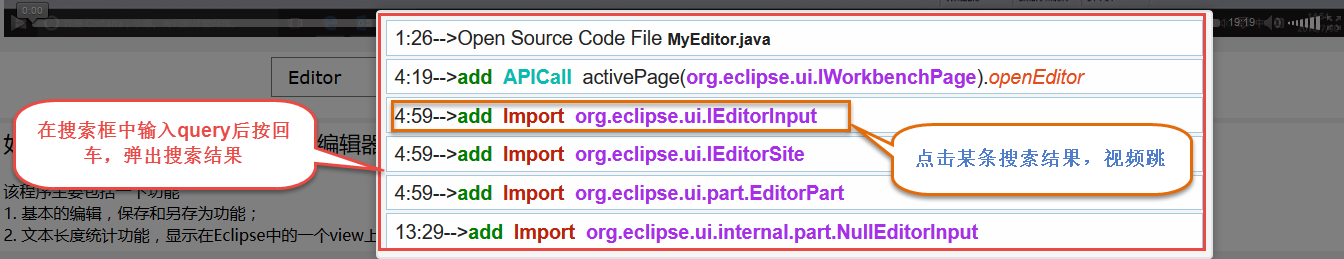 0:00
19:19
1:26-->Open Source Code File MyEditor.java
Editor
4:19-->add APICall activePage(org.eclipse.ui.IWorkbenchPage).openEditor
4:59-->add Import org.eclipse.ui.IEditorInput
4:59-->add Import org.eclipse.ui.IEditorSite
4:59-->add Import org.eclipse.ui.part.EditorPart
13:29-->add Import org.eclipse.ui.internal.part.NullEditorInput
在搜索框中输入query后按回
车，弹出搜索结果
点击某条搜索结果，视频跳
编辑器
该程序主要包括一下功能
1. 基本的编辑，保存和另存为功能；
2. 文本长度统计功能，显示在Eclipse中的一个view上